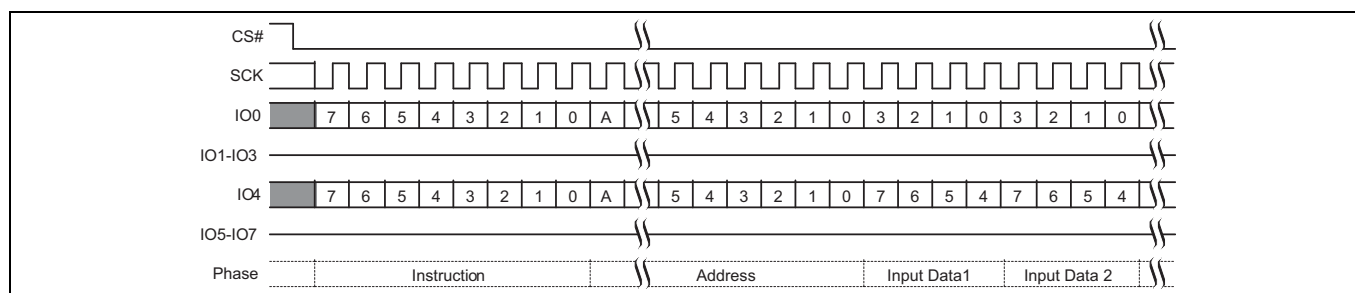 CS#
SCK
IO0 7 6 5 4 3 2 1 0 A 5 4 3 2 1 0 3 2 1 0 3 2 1 0
IO1-IO3
IO4 7 6 5 4 3 2 1 0 A 5 4 3 2 1 0 7 6 5 4 7 6 5 4
IO5-IO7
Phase Instruction Address Input Data1 Input Data 2